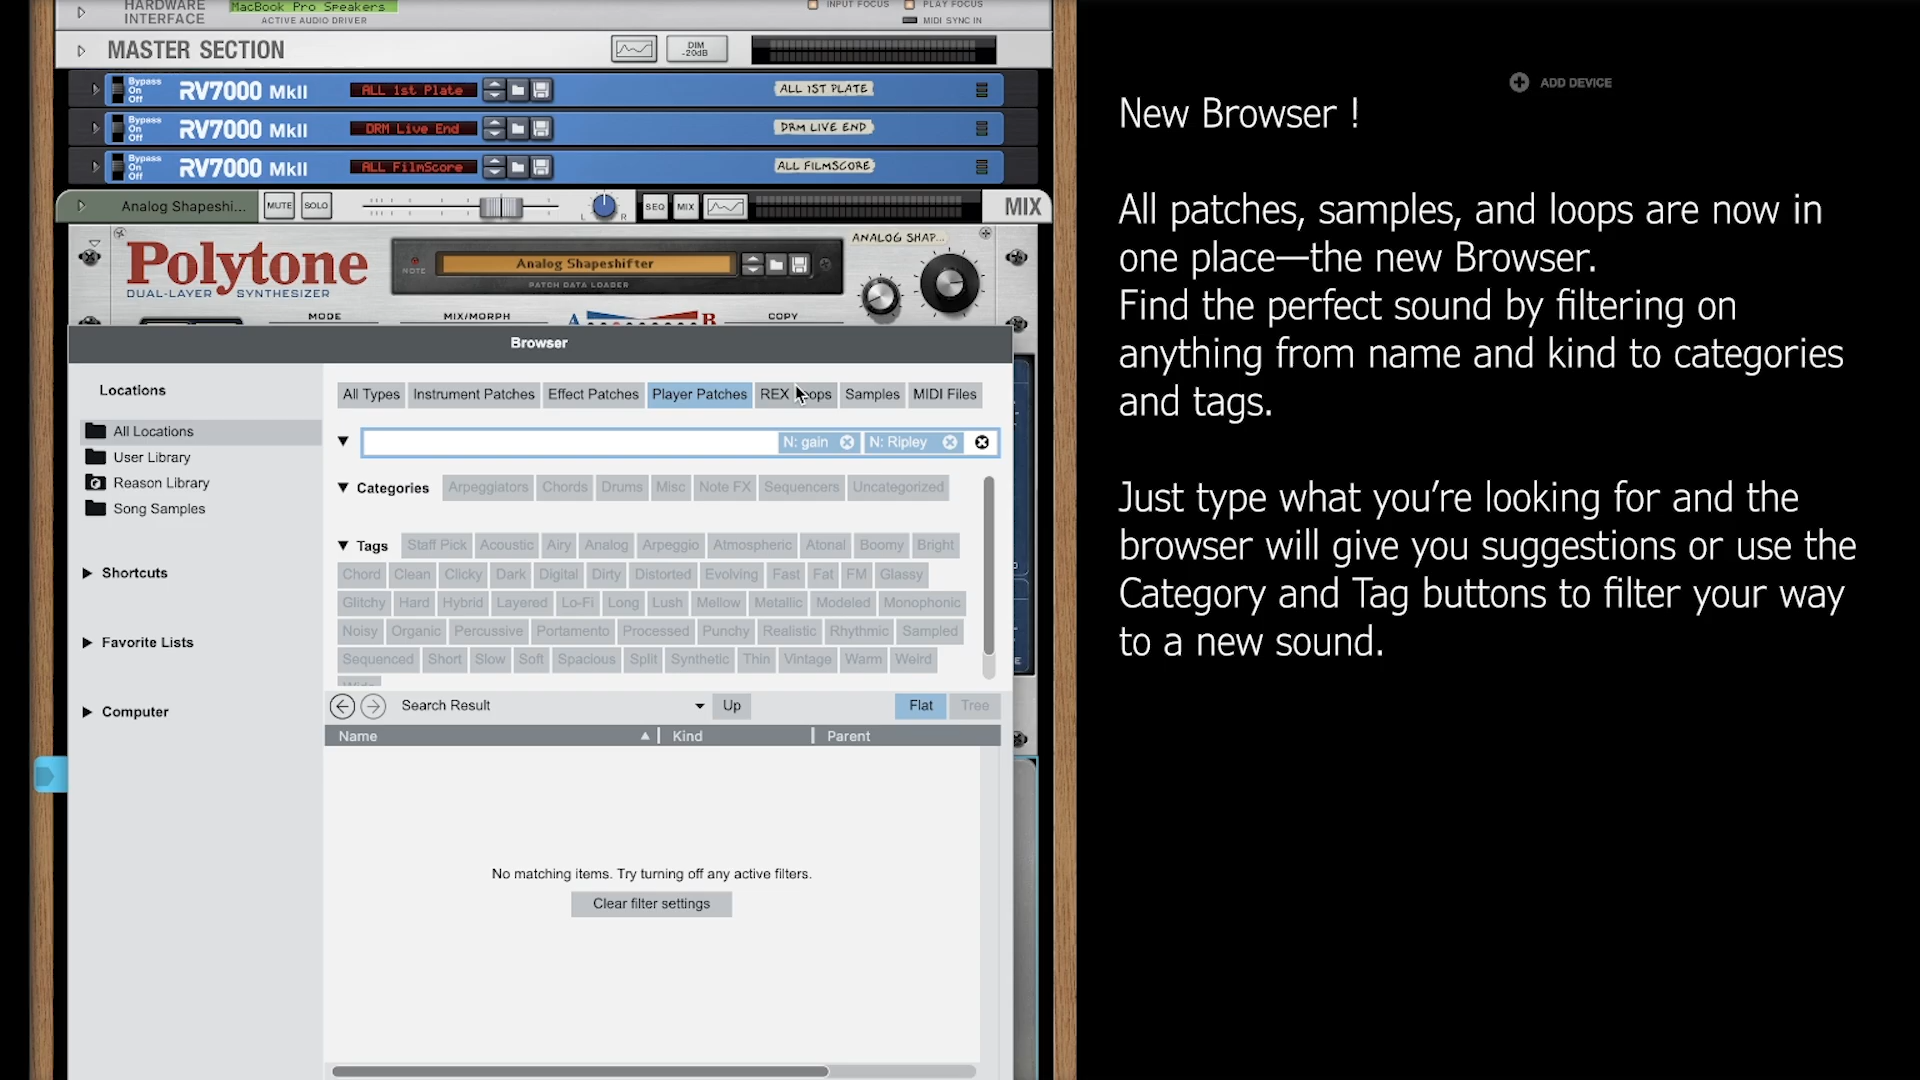 HARDWARE
INTERFACE
MacBook Pro Speakers
ACTIVE AUDIO DRIVER
INPUT FOCUS
PLAY FOCUS
MIDI SYNC IN
MASTER SECTION
DIM
-20dB
Bypass
On
Off
RV7000 MkII
ALL 1st Plate
ALL 1ST PLATE
Bypass
On
Off
RV7000 MkII
DRM Live End
DRM LIVE END
Bypass
On
Off
RV7000 MkII
ALL FilmScore
ALL FILMSCORE
Analog Shapeshi...
MUTE
SOLO
L R
SEQ
MIX
MIX
Polytone
DUAL-LAYER SYNTHESIZER
NOTE
Analog Shapeshifter
PATCH DATA LOADER
ANALOG SHAP...
MODE
MIX/MORPH
A B
COPY
Browser
Locations
All Locations
User Library
Reason Library
Song Samples
Shortcuts
Favorite Lists
Computer
All Types Instrument Patches Effect Patches Player Patches REX Loops Samples MIDI Files
N: gain N: Ripley
Categories Arpeggiators Chords Drums Misc Note FX Sequencers Uncategorized
Tags Staff Pick Acoustic Airy Analog Arpeggio Atmospheric Atonal Boomy Bright
Chord Clean Clicky Dark Digital Dirty Distorted Evolving Fast Fat FM Glassy
Glitchy Hard Hybrid Layered Lo-Fi Long Lush Mellow Metallic Modeled Monophonic
Noisy Organic Percussive Portamento Processed Punchy Realistic Rhythmic Sampled
Sequenced Short Slow Soft Spacious Split Synthetic Thin Vintage Warm Weird
Search Result
Up
Flat
Tree
Name Kind Parent
No matching items. Try turning off any active filters.
Clear filter settings
ADD DEVICE
New Browser !
All patches, samples, and loops are now in
one place—the new Browser.
Find the perfect sound by filtering on
anything from name and kind to categories
and tags.
Just type what you’re looking for and the
browser will give you suggestions or use the
Category and Tag buttons to filter your way
to a new sound.